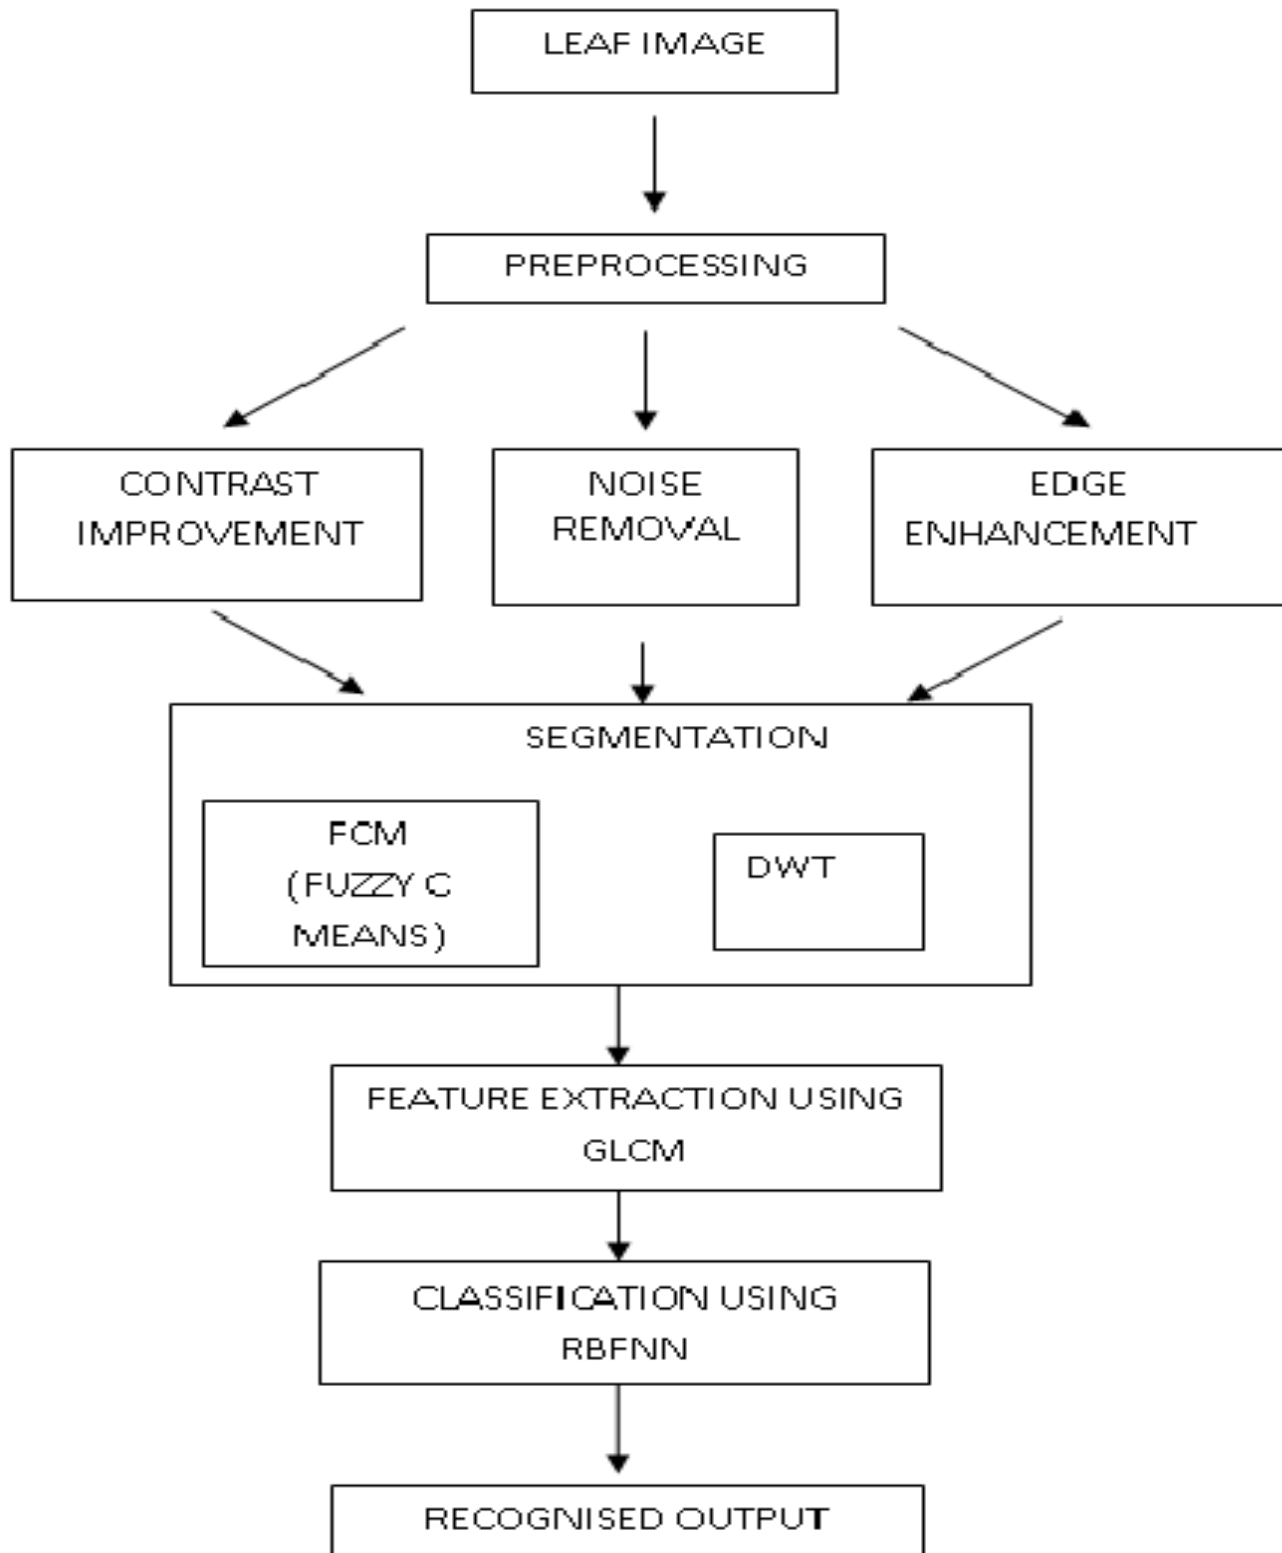 LEAF IMAGE
PREPROCESSING
CONTRAST
IMPROVEMENT
NOISE
REMOVAL
EDGE
ENHANCEMENT
SEGMENTATION
FCM
(FUZZY C
MEANS)
DWT
FEATURE EXTRACTION USING
GLCM
CLASSIFICATION USING
RBFNN
RECOGNISED OUTPUT